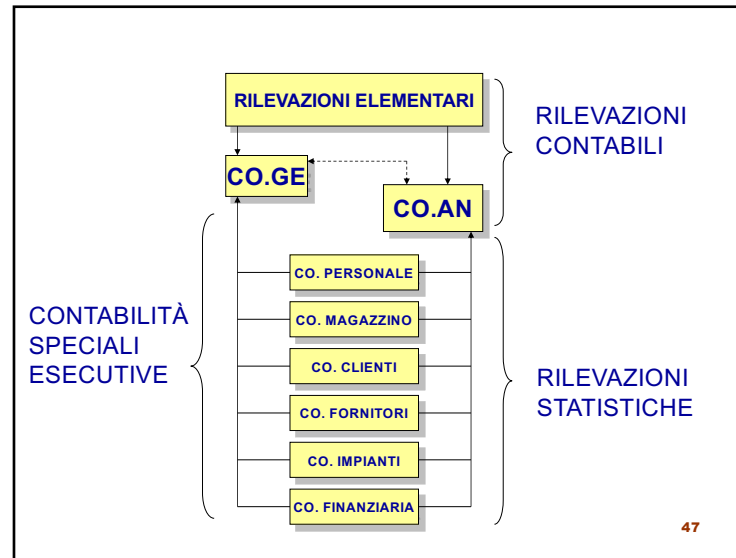 RILEVAZIONI ELEMENTARI
RILEVAZIONI
CONTABILI
CO.GE
CO.AN
CO. PERSONALE
CO. MAGAZZINO
CO. CLIENTI
CO. FORNITORI
CO. IMPIANTI
CO. FINANZIARIA
CONTABILITÀ
SPECIALI
ESECUTIVE
RILEVAZIONI
STATISTICHE
47